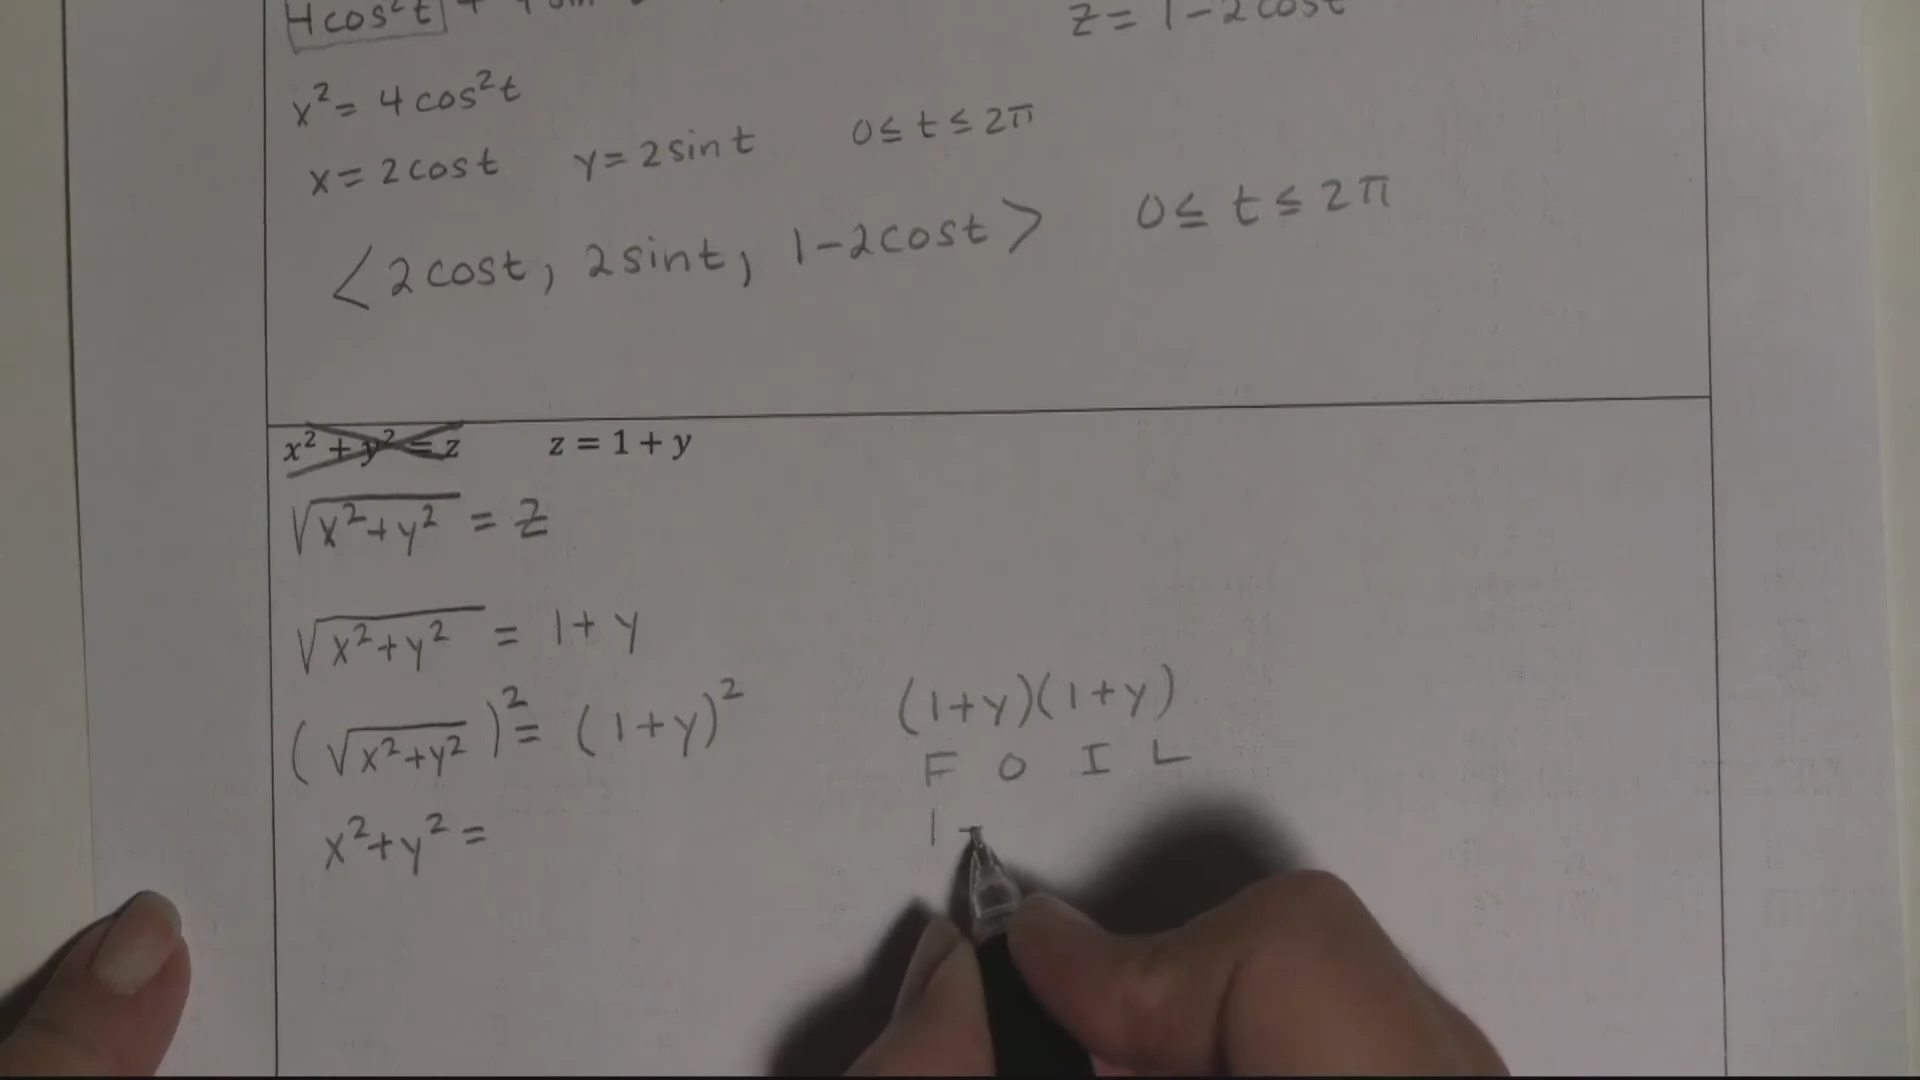 4cos²t +
z = 1 - 2cost
x² = 4cos²t
x = 2cost y = 2sint 0 ≤ t ≤ 2π
<2cost, 2sint, 1-2cost> 0 ≤ t ≤ 2π
x² + y² = z z = 1 + y
√(x²+y²) = z
√(x²+y²) = 1 + y
(√(x²+y²))² = (1+y)² (1+y)(1+y)
F O I L
x²+y² = 1